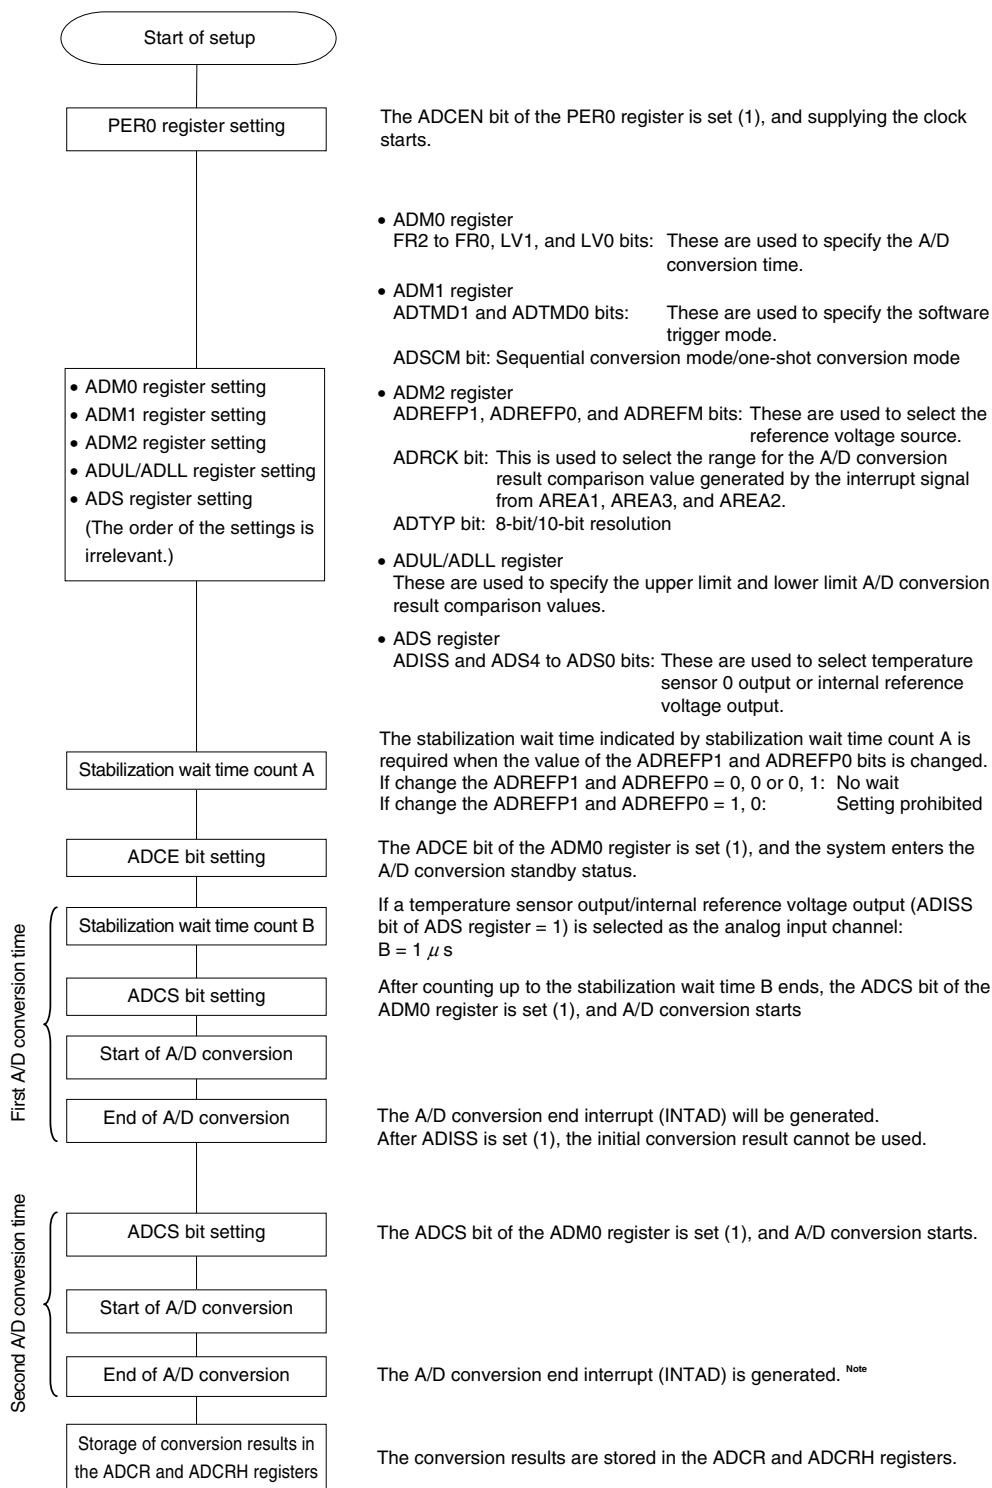 Start of setup
PER0 register setting
The ADCEN bit of the PER0 register is set (1), and supplying the clock
starts.
• ADM0 register
FR2 to FR0, LV1, and LV0 bits: These are used to specify the A/D
conversion time.
• ADM1 register
ADTMD1 and ADTMD0 bits: These are used to specify the software
trigger mode.
ADSCM bit: Sequential conversion mode/one-shot conversion mode
• ADM0 register setting
• ADM1 register setting
• ADM2 register setting
• ADUL/ADLL register setting
• ADS register setting
(The order of the settings is
irrelevant.)
• ADM2 register
ADREFP1, ADREFP0, and ADREFM bits: These are used to select the
reference voltage source.
ADRCK bit: This is used to select the range for the A/D conversion
result comparison value generated by the interrupt signal
from AREA1, AREA3, and AREA2.
ADTYP bit: 8-bit/10-bit resolution
• ADUL/ADLL register
These are used to specify the upper limit and lower limit A/D conversion
result comparison values.
• ADS register
ADISS and ADS4 to ADS0 bits: These are used to select temperature
sensor 0 output or internal reference
voltage output.
Stabilization wait time count A
The stabilization wait time indicated by stabilization wait time count A is
required when the value of the ADREFP1 and ADREFP0 bits is changed.
If change the ADREFP1 and ADREFP0 = 0, 0 or 0, 1: No wait
If change the ADREFP1 and ADREFP0 = 1, 0: Setting prohibited
ADCE bit setting
The ADCE bit of the ADM0 register is set (1), and the system enters the
A/D conversion standby status.
First A/D conversion time
Stabilization wait time count B
If a temperature sensor output/internal reference voltage output (ADISS
bit of ADS register = 1) is selected as the analog input channel:
B = 1 μ s
ADCS bit setting
After counting up to the stabilization wait time B ends, the ADCS bit of the
ADM0 register is set (1), and A/D conversion starts
Start of A/D conversion
End of A/D conversion
The A/D conversion end interrupt (INTAD) will be generated.
After ADISS is set (1), the initial conversion result cannot be used.
Second A/D conversion time
ADCS bit setting
The ADCS bit of the ADM0 register is set (1), and A/D conversion starts.
Start of A/D conversion
End of A/D conversion
The A/D conversion end interrupt (INTAD) is generated. Note
Storage of conversion results in
the ADCR and ADCRH registers
The conversion results are stored in the ADCR and ADCRH registers.